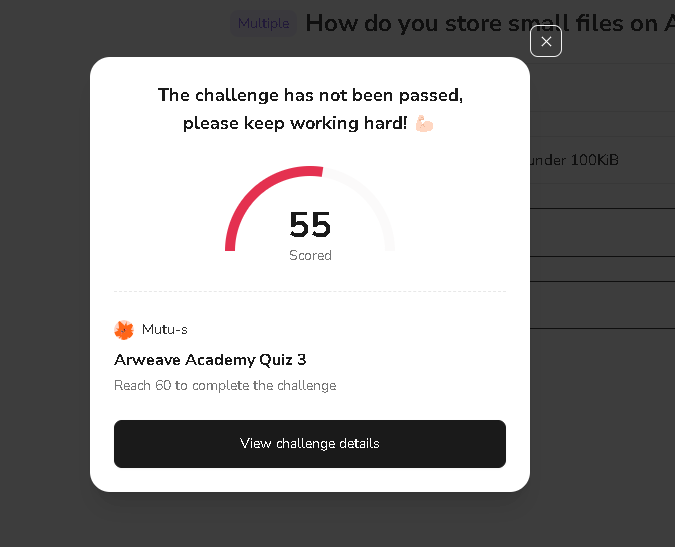 Multiple How do you store small files on A
The challenge has not been passed,
please keep working hard! 💪🏻
under 100KiB
55
Scored
Mutu-s
Arweave Academy Quiz 3
Reach 60 to complete the challenge
View challenge details